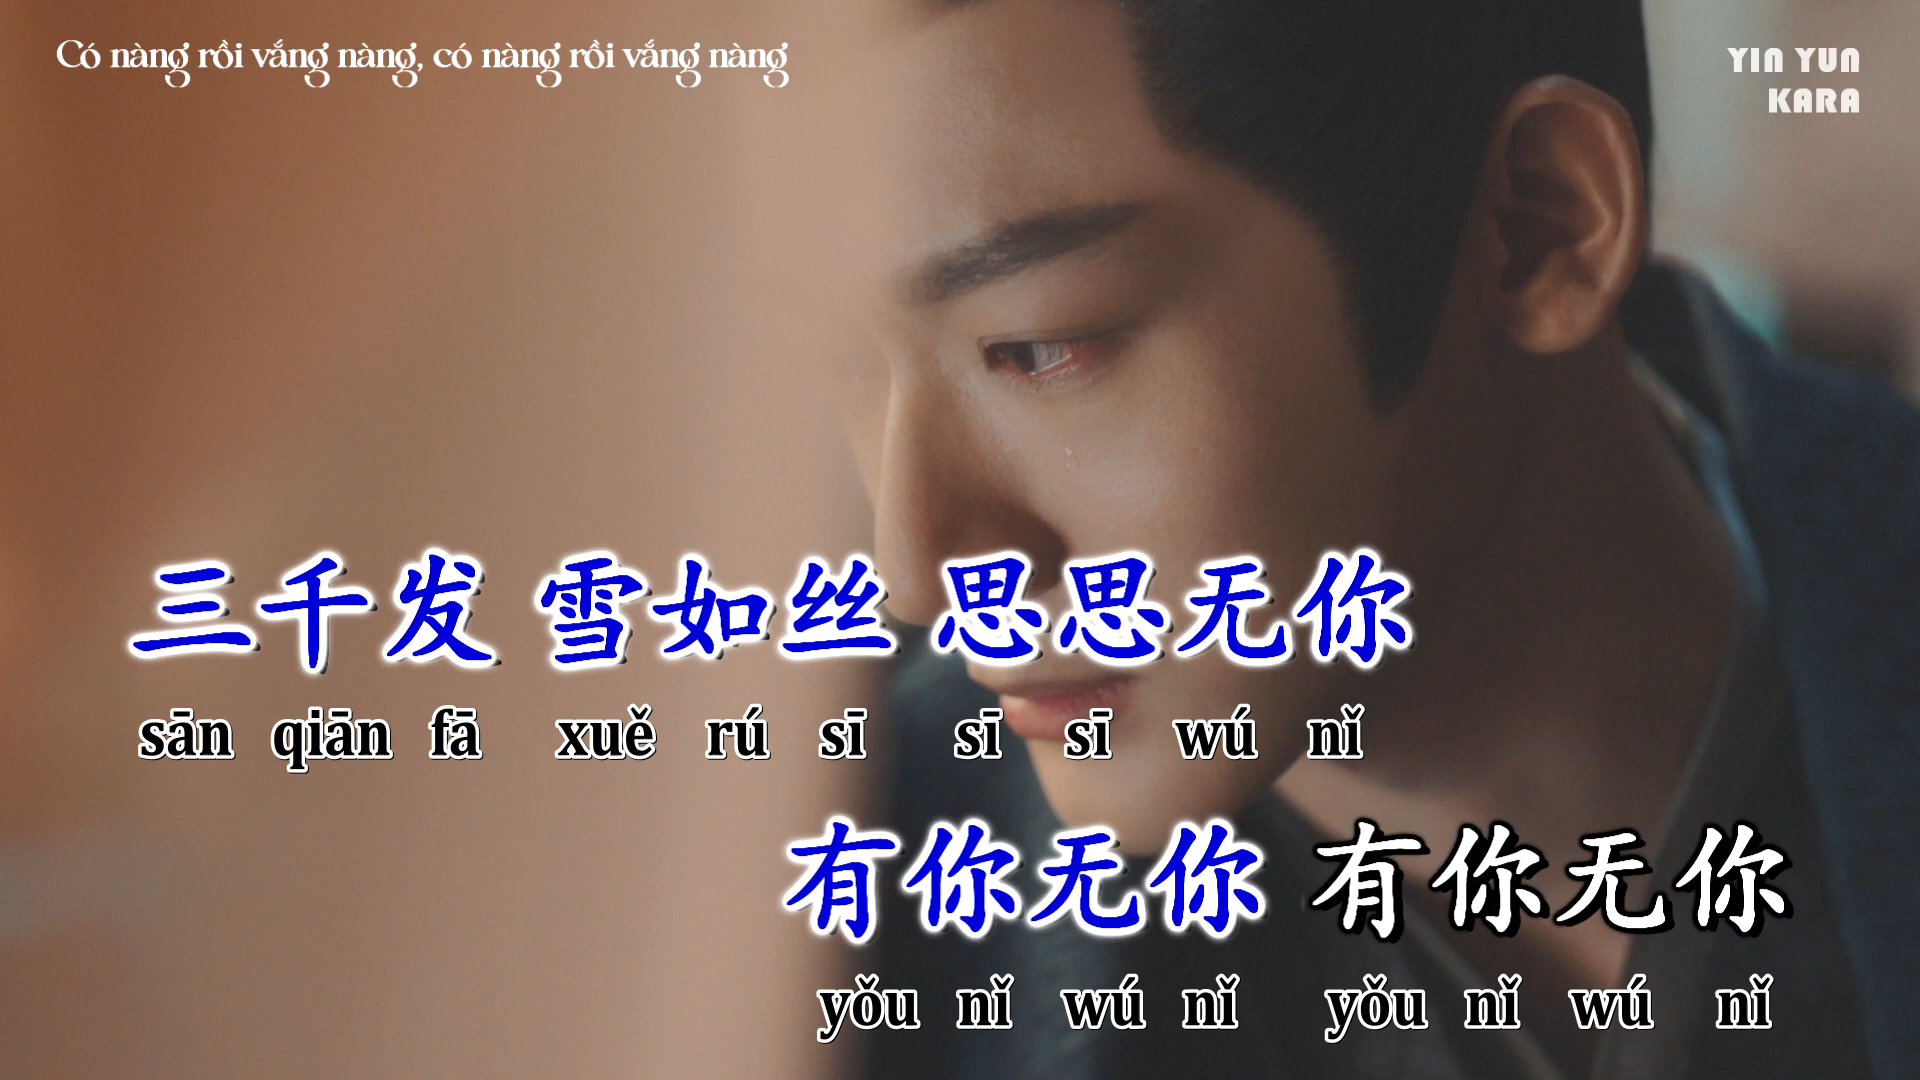 Có nàng rồi vắng nàng, có nàng rồi vắng nàng
YIN YUN
KARA
三千发 雪如丝 思思无你
sān qiān fā xuě rú sī sī sī wú nǐ
有你无你 有你无你
yǒu nǐ wú nǐ yǒu nǐ wú nǐ